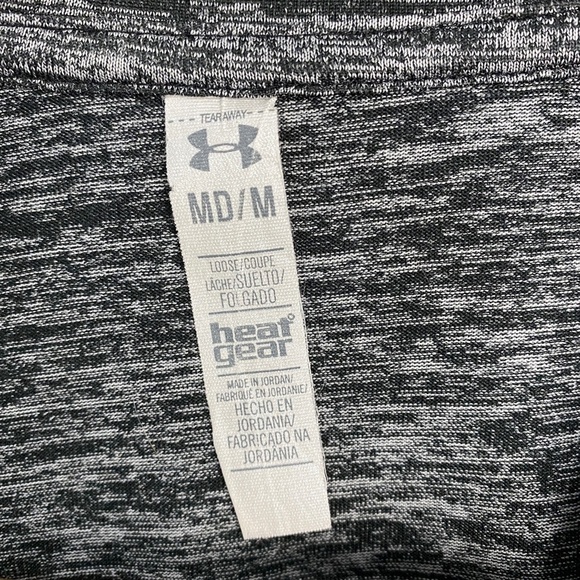 TEARAWAY
MD/M
LOOSE/COUPE
LÂCHE/SUELTO/
FOLGADO
heat
gear
MADE IN JORDAN/
FABRIQUÉ EN JORDANIE/
HECHO EN
JORDANIA/
FABRICADO NA
JORDÂNIA